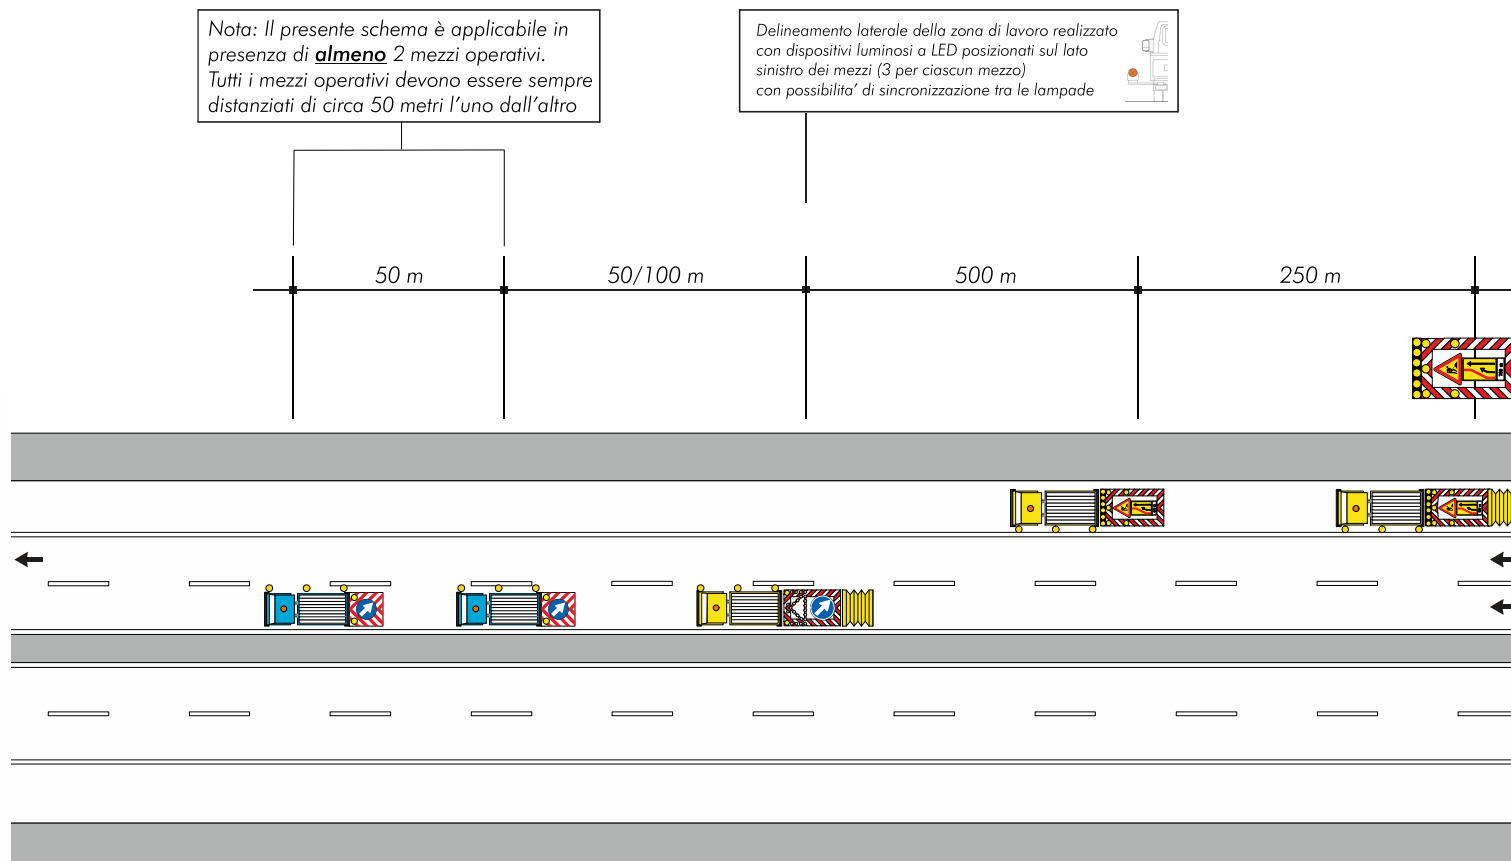 Nota: Il presente schema è applicabile in
presenza di almeno 2 mezzi operativi.
Tutti i mezzi operativi devono essere sempre
distanziati di circa 50 metri l'uno dall'altro
Delineamento laterale della zona di lavoro realizzato
con dispositivi luminosi a LED posizionati sul lato
sinistro dei mezzi (3 per ciascun mezzo)
con possibilita' di sincronizzazione tra le lampade
50 m
50/100 m
500 m
250 m